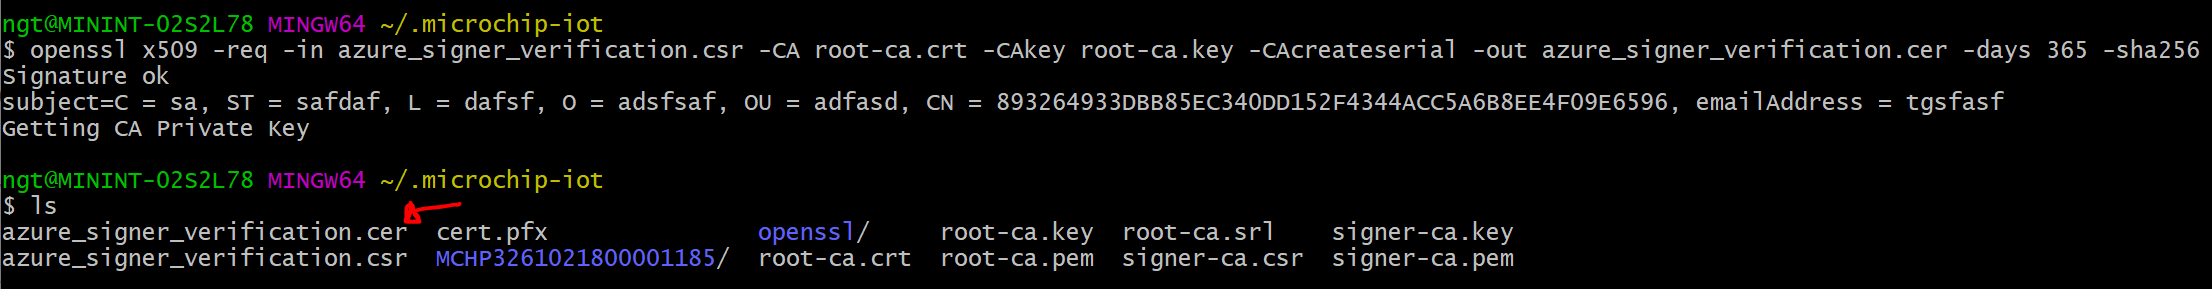 ngt@MININT-O2S2L78 MINGW64 ~/.microchip-iot
$ openssl x509 -req -in azure_signer_verification.csr -CA root-ca.crt -CAkey root-ca.key -CAcreateserial -out azure_signer_verification.cer -days 365 -sha256
Signature ok
subject=C = sa, ST = safdaf, L = dafsf, O = adsfsaf, OU = adfasd, CN = 893264933DBB85EC340DD152F4344ACC5A6B8EE4F09E6596, emailAddress = tgsfasf
Getting CA Private Key
ngt@MININT-O2S2L78 MINGW64 ~/.microchip-iot
$ ls
azure_signer_verification.cer cert.pfx openssl/ root-ca.key root-ca.srl signer-ca.key
azure_signer_verification.csr MCHP3261021800001185/ root-ca.crt root-ca.pem signer-ca.csr signer-ca.pem